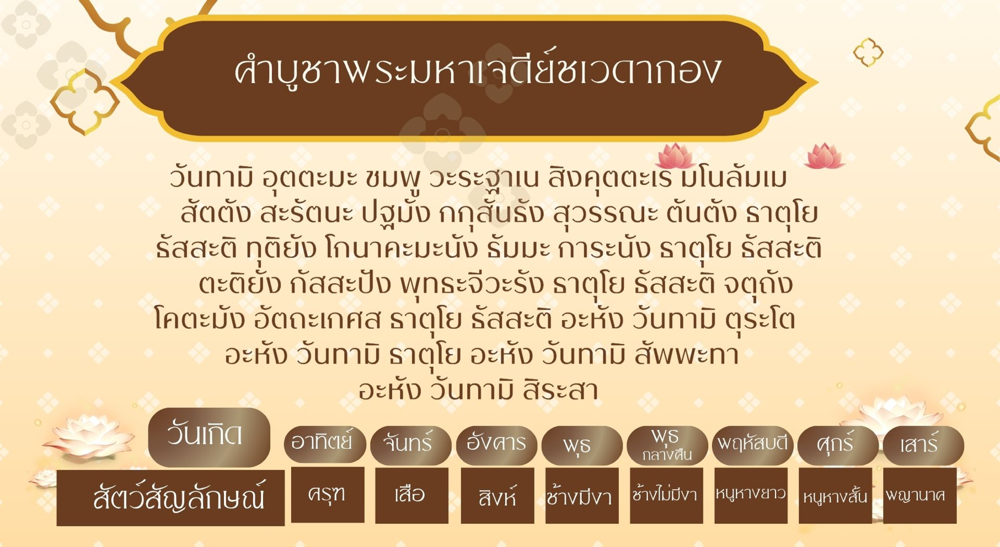 คำบูชาพระมหาเจดีย์ชเวดากอง
วันทามิ อุตตะมะ ชมพู วะระฐาเน สิงคุตตะเร มโนลัมเม
สัตตัง สะรัตนะ ปฐมัง กกุสันธัง สุวรรณะ ตันตัง ธาตุโย
ธัสสะติ ทุติยัง โกนาคะมะนัง ธัมมะ การะนัง ธาตุโย ธัสสะติ
ตะติยัง กัสสะปัง พุทธะจีวะรัง ธาตุโย ธัสสะติ จตุถัง
โคตะมัง อัตถะเกศส ธาตุโย ธัสสะติ อะหัง วันทามิ ตุระโต
อะหัง วันทามิ ธาตุโย อะหัง วันทามิ สัพพะทา
อะหัง วันทามิ สิระสา
วันเกิด อาทิตย์ จันทร์ อังคาร พุธ พุธ กลางคืน พฤหัสบดี ศุกร์ เสาร์
สัตว์สัญลักษณ์ ครุฑ เสือ สิงห์ ช้างมีงา ช้างไม่มีงา หนูหางยาว หนูหางสั้น พญานาค